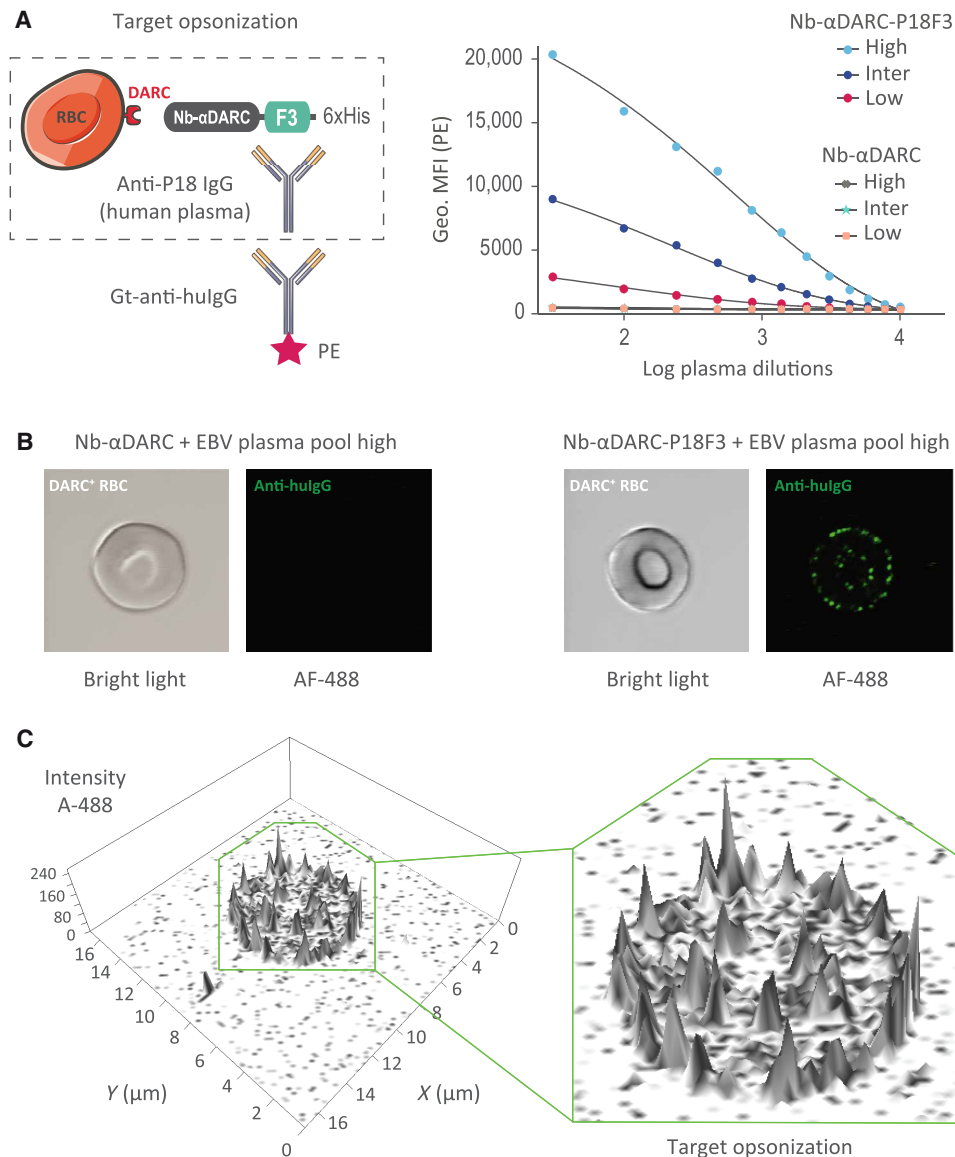 A
Target opsonization
DARC
RBC
Nb-αDARC
F3
6xHis
Anti-P18 IgG
(human plasma)
Gt-anti-huIgG
PE
Nb-αDARC-P18F3
High
Inter
Low
Nb-αDARC
High
Inter
Low
Geo. MFI (PE)
20,000
15,000
10,000
5000
0
2
3
4
Log plasma dilutions
B
Nb-αDARC + EBV plasma pool high
DARC⁺ RBC
Anti-huIgG
Bright light
AF-488
Nb-αDARC-P18F3 + EBV plasma pool high
DARC⁺ RBC
Anti-huIgG
Bright light
AF-488
C
Intensity
A-488
240
160
80
0
16
14
12
10
8
6
4
2
0
Y (µm)
0
2
4
6
8
10
12
14
16
X (µm)
Target opsonization